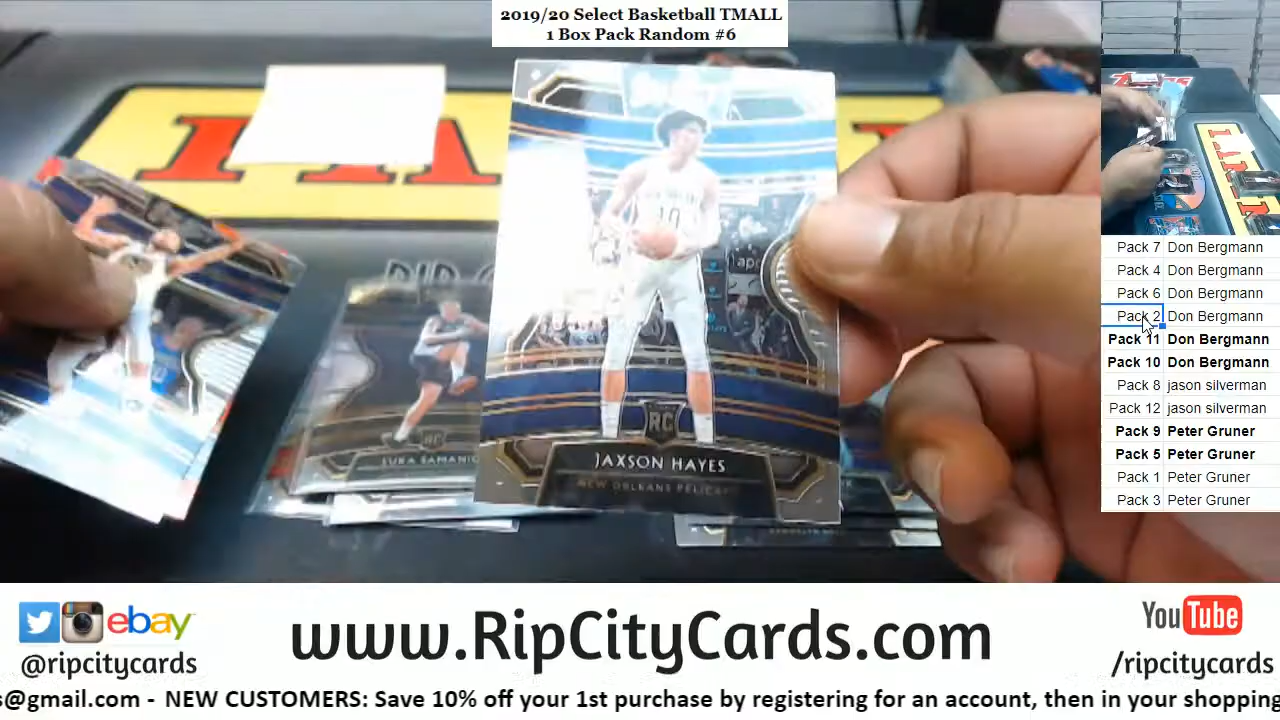 2019/20 Select Basketball TMALL
1 Box Pack Random #6
Pack 7 Don Bergmann
Pack 4 Don Bergmann
Pack 6 Don Bergmann
Pack 2 Don Bergmann
Pack 11 Don Bergmann
Pack 10 Don Bergmann
Pack 8 jason silverman
Pack 12 jason silverman
Pack 9 Peter Gruner
Pack 5 Peter Gruner
Pack 1 Peter Gruner
Pack 3 Peter Gruner
10
RC
JAXSON HAYES
NEW ORLEANS PELICANS
RC
LUKA SAMANIC
ebay
@ripcitycards
www.RipCityCards.com
YouTube
/ripcitycards
s@gmail.com - NEW CUSTOMERS: Save 10% off your 1st purchase by registering for an account, then in your shopping